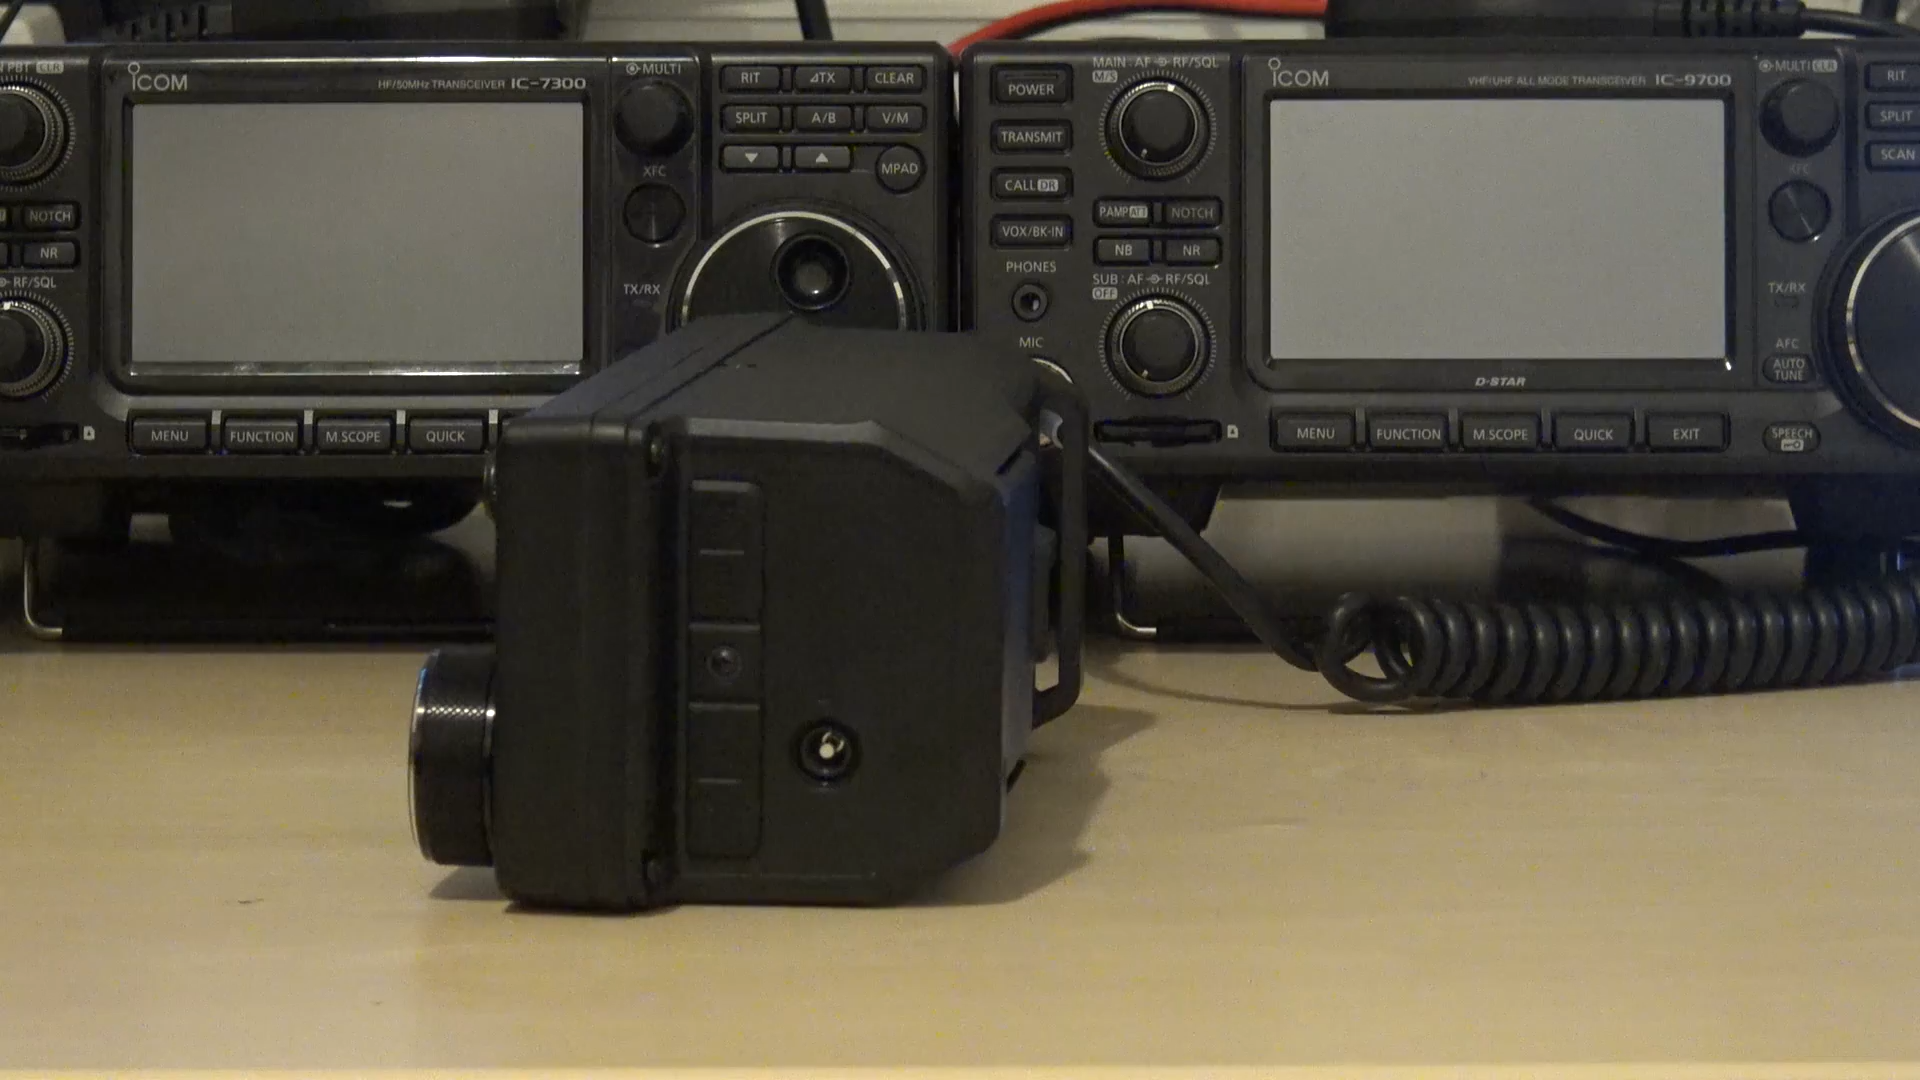 N PBT CLR
ICOM
HF/50MHz TRANSCEIVER IC-7300
MULTI
RIT
⊿TX
CLEAR
SPLIT
A/B
V/M
XFC
MPAD
NOTCH
NR
RF/SQL
TX/RX
MENU
FUNCTION
M.SCOPE
QUICK
POWER
TRANSMIT
CALL DR
VOX/BK-IN
PHONES
MIC
MAIN: AF RF/SQL
M/S
P.AMP ATT
NOTCH
NB
NR
SUB: AF RF/SQL
OFF
ICOM
VHF/UHF ALL MODE TRANSCEIVER IC-9700
MULTI CLR
RIT
SPLIT
SCAN
XFC
TX/RX
AFC
AUTO
TUNE
D-STAR
MENU
FUNCTION
M.SCOPE
QUICK
EXIT
SPEECH